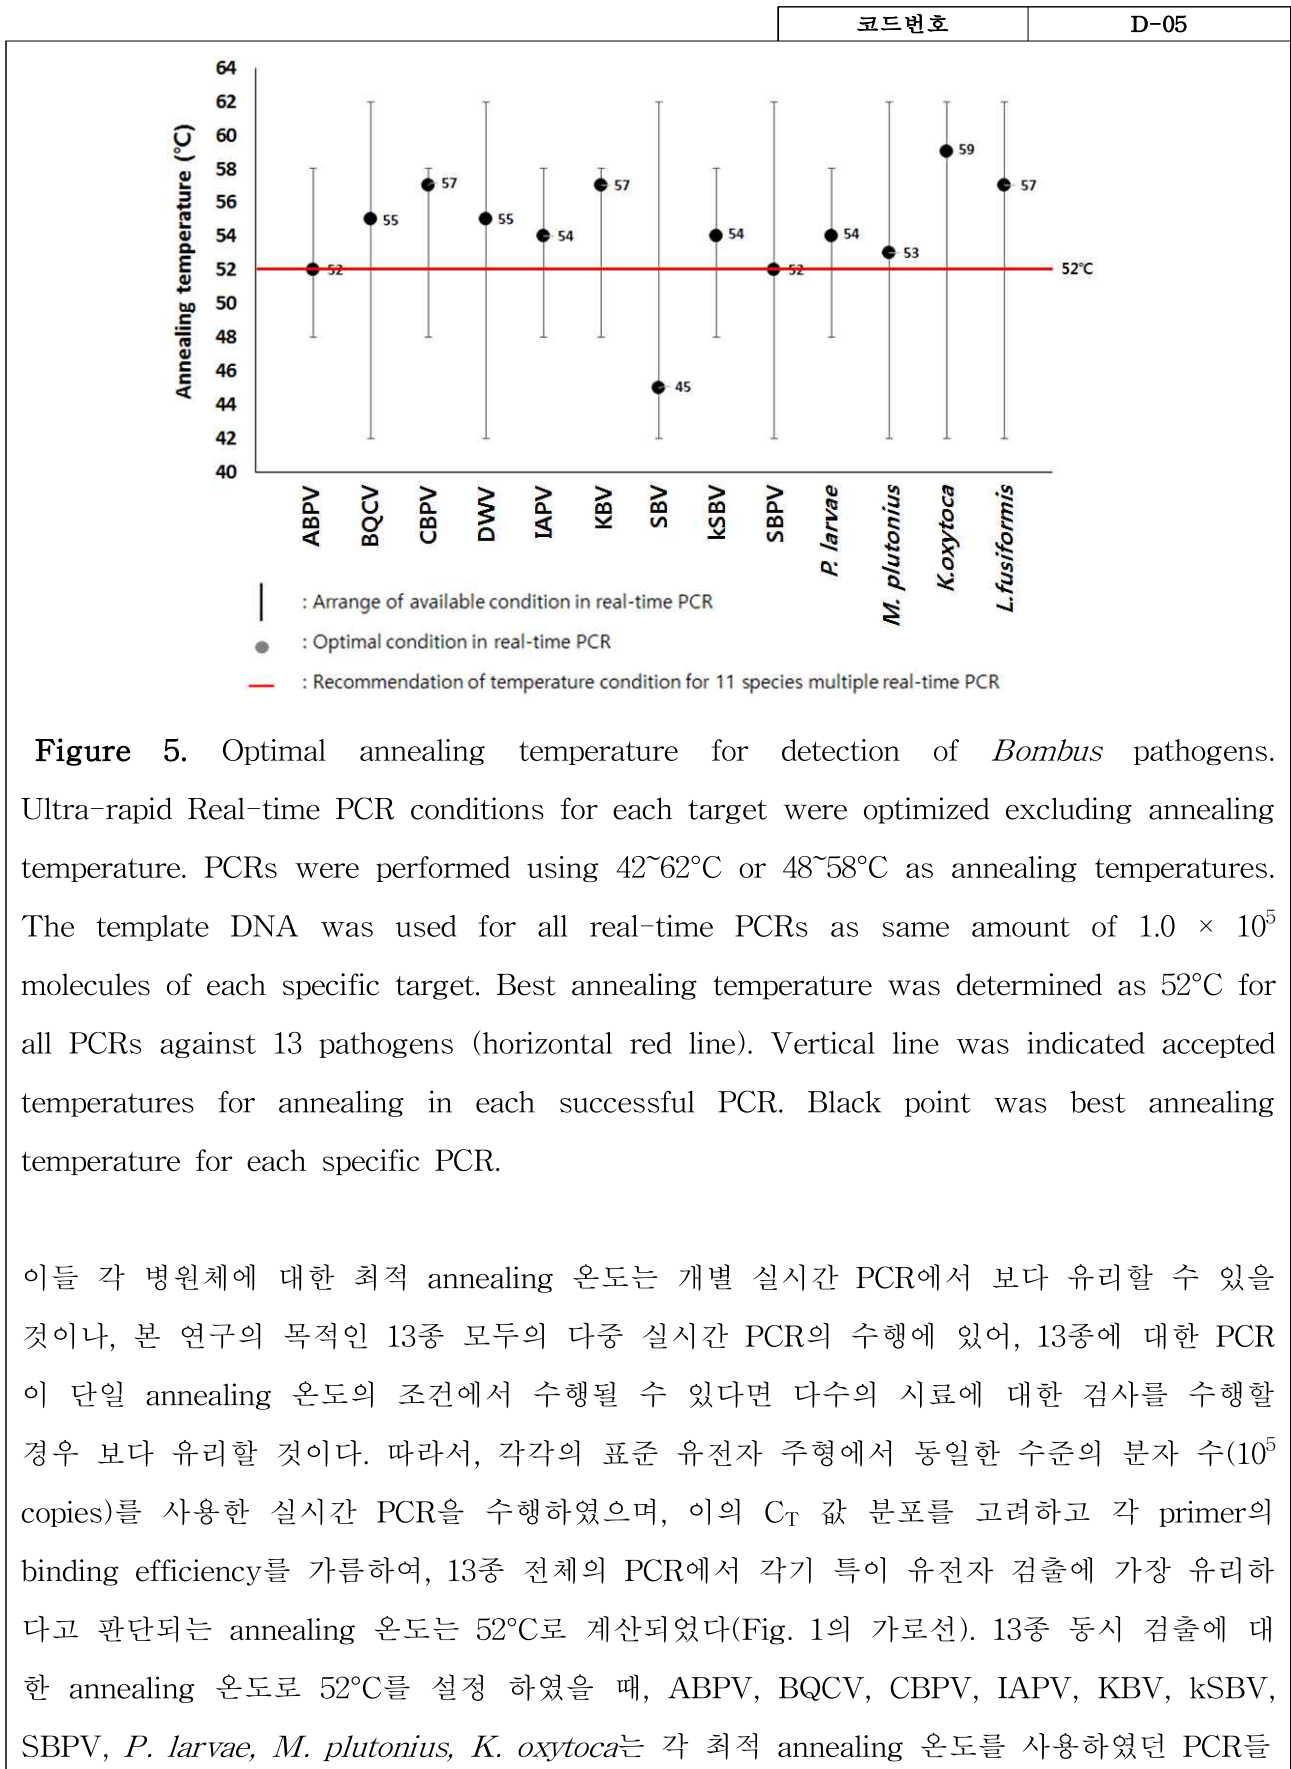 코드번호 D-05
64
62
60
58
56
54
52
50
48
46
44
42
40
Annealing temperature (°C)
52
55
57
55
54
57
45
54
52
54
53
59
57
52℃
ABPV
BQCV
CBPV
DWV
IAPV
KBV
SBV
kSBV
SBPV
P. larvae
M. plutonius
K.oxytoca
L.fusiformis
: Arrange of available condition in real-time PCR
: Optimal condition in real-time PCR
: Recommendation of temperature condition for 11 species multiple real-time PCR
Figure 5. Optimal annealing temperature for detection of Bombus pathogens.
Ultra-rapid Real-time PCR conditions for each target were optimized excluding annealing
temperature. PCRs were performed using 42~62°C or 48~58°C as annealing temperatures.
The template DNA was used for all real-time PCRs as same amount of 1.0 × 10⁵
molecules of each specific target. Best annealing temperature was determined as 52°C for
all PCRs against 13 pathogens (horizontal red line). Vertical line was indicated accepted
temperatures for annealing in each successful PCR. Black point was best annealing
temperature for each specific PCR.
이들 각 병원체에 대한 최적 annealing 온도는 개별 실시간 PCR에서 보다 유리할 수 있을
것이나, 본 연구의 목적인 13종 모두의 다중 실시간 PCR의 수행에 있어, 13종에 대한 PCR
이 단일 annealing 온도의 조건에서 수행될 수 있다면 다수의 시료에 대한 검사를 수행할
경우 보다 유리할 것이다. 따라서, 각각의 표준 유전자 주형에서 동일한 수준의 분자 수(10⁵
copies)를 사용한 실시간 PCR을 수행하였으며, 이의 C_T 값 분포를 고려하고 각 primer의
binding efficiency를 가름하여, 13종 전체의 PCR에서 각기 특이 유전자 검출에 가장 유리하
다고 판단되는 annealing 온도는 52°C로 계산되었다(Fig. 1의 가로선). 13종 동시 검출에 대
한 annealing 온도로 52°C를 설정 하였을 때, ABPV, BQCV, CBPV, IAPV, KBV, kSBV,
SBPV, P. larvae, M. plutonius, K. oxytoca는 각 최적 annealing 온도를 사용하였던 PCR들